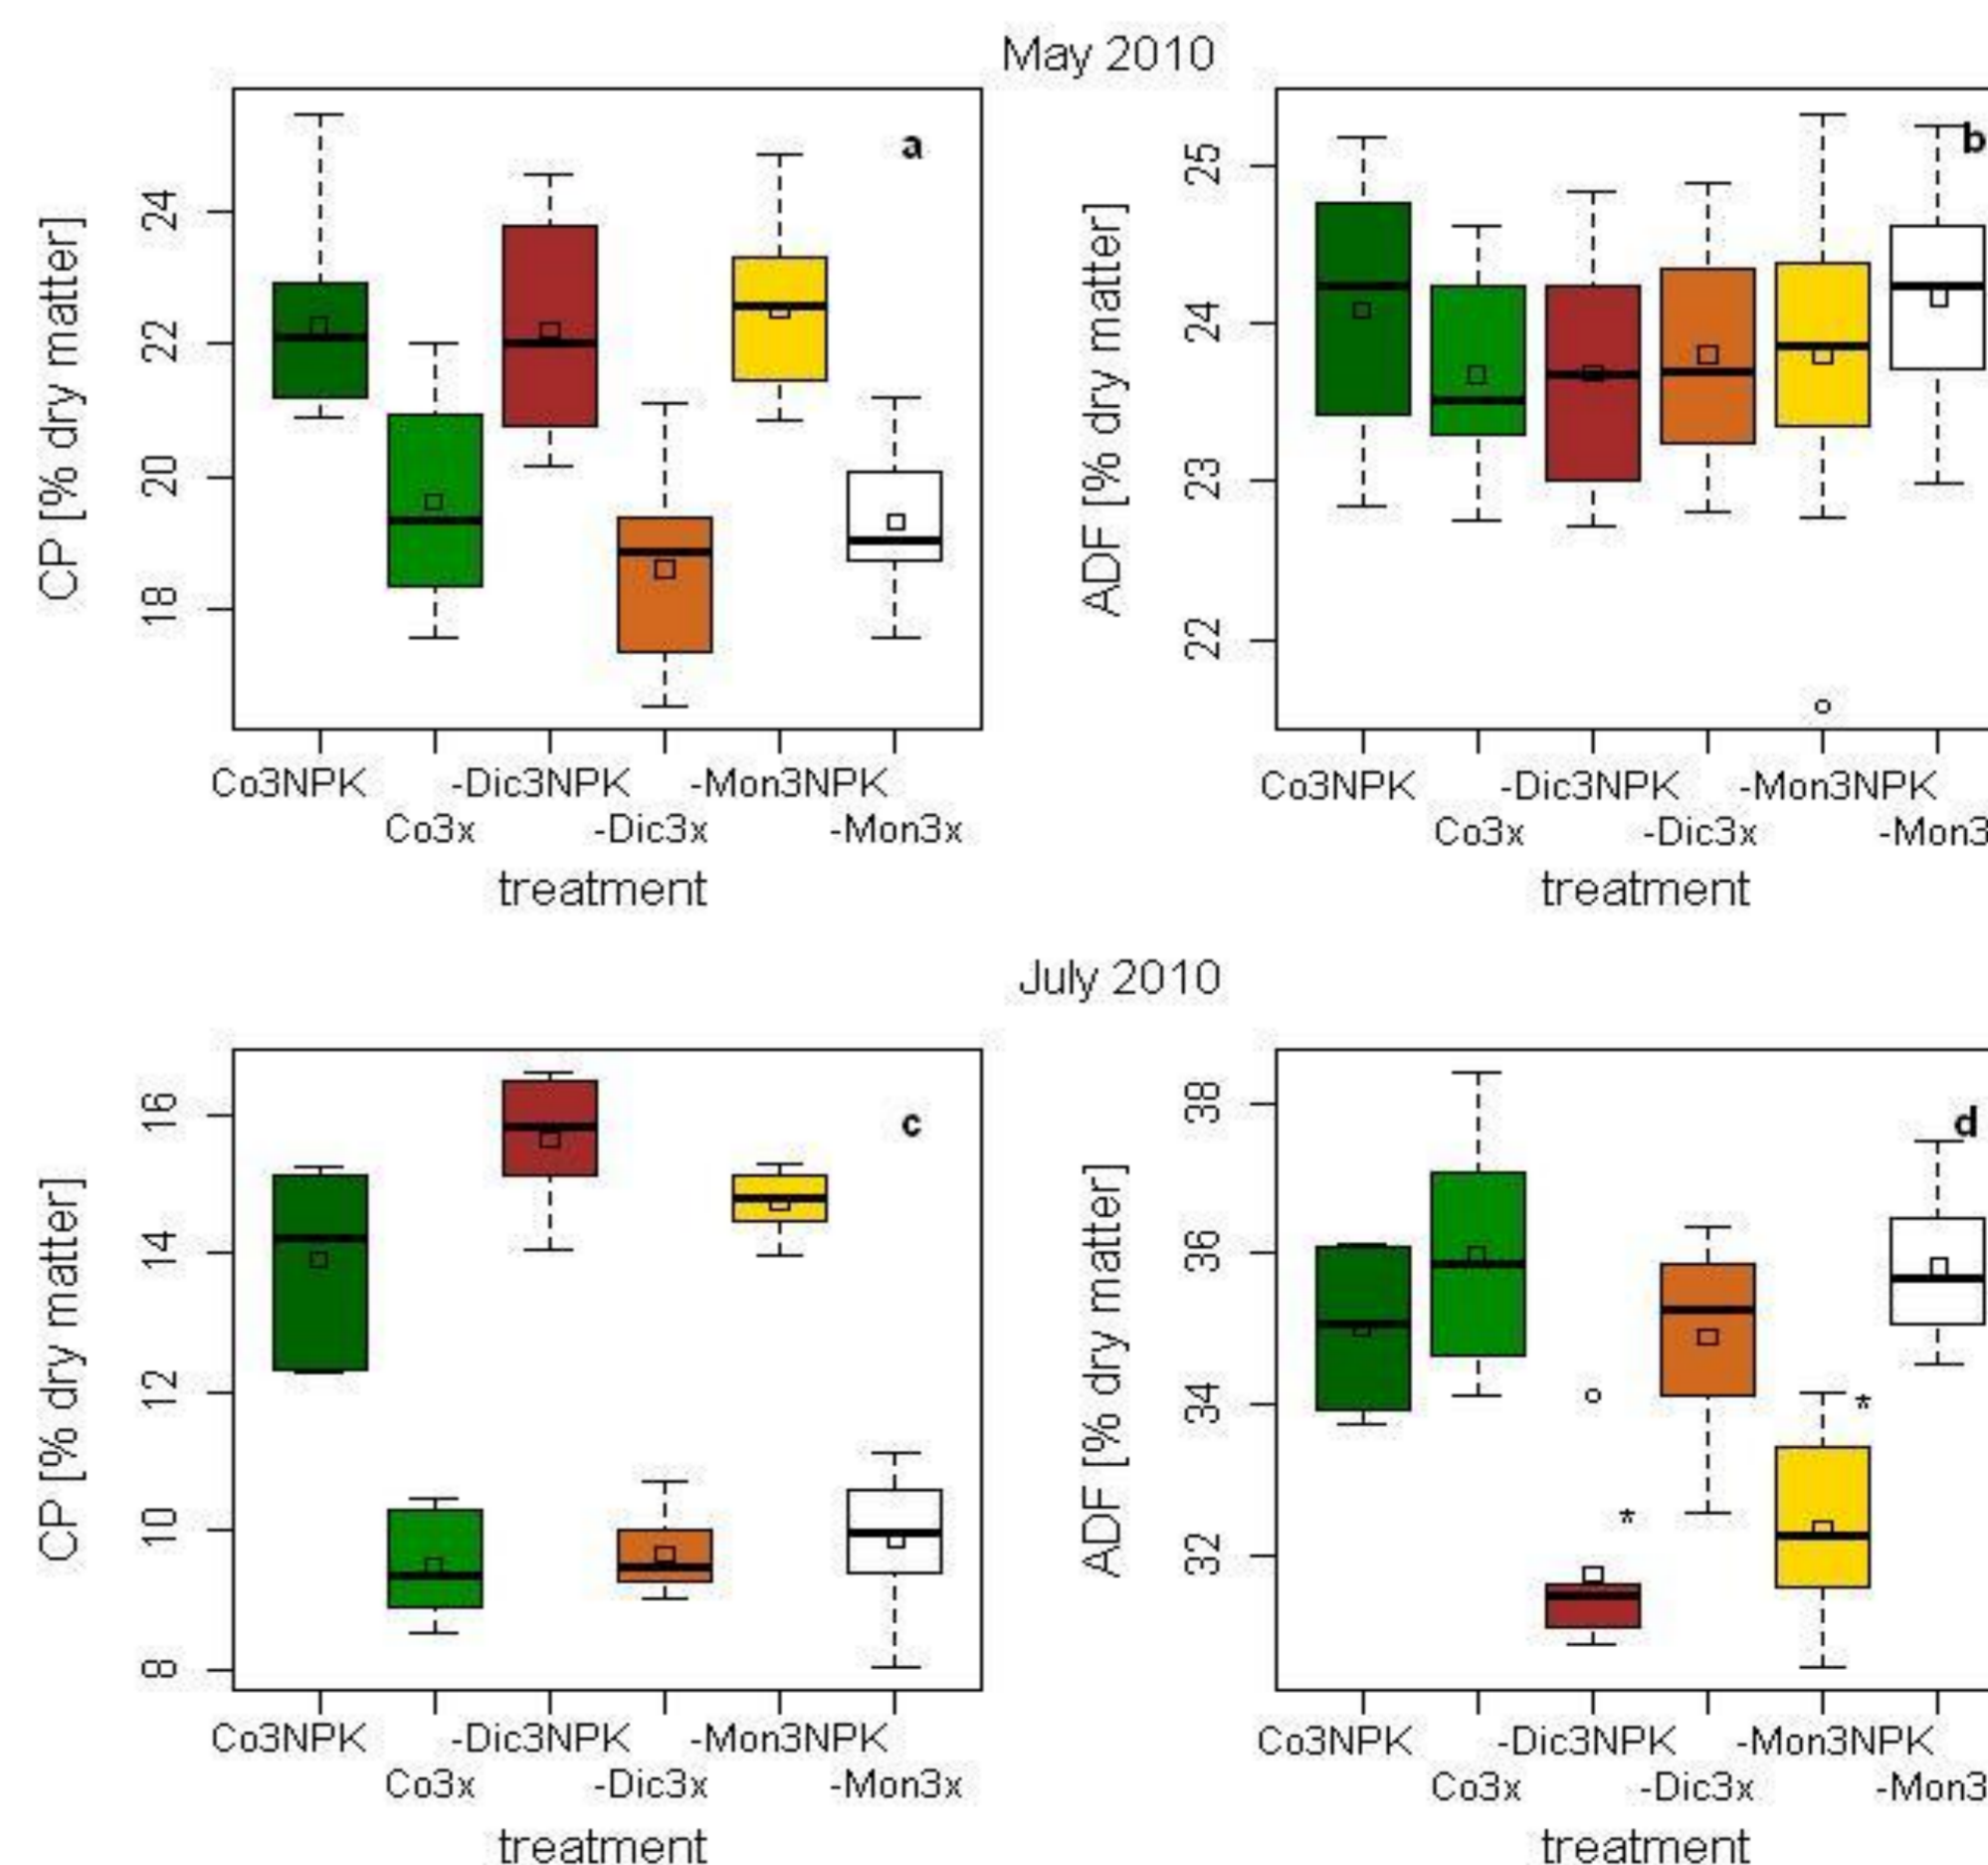 May 2010
a
CP [% dry matter]
24
22
20
18
Co3NPK -Dic3NPK -Mon3NPK
Co3x -Dic3x -Mon3x
treatment
b
ADF [% dry matter]
25
24
23
22
Co3NPK -Dic3NPK -Mon3NPK
Co3x -Dic3x -Mon3
treatment
July 2010
c
CP [% dry matter]
16
14
12
10
8
Co3NPK -Dic3NPK -Mon3NPK
Co3x -Dic3x -Mon3x
treatment
d
ADF [% dry matter]
38
36
34
32
*
*
Co3NPK -Dic3NPK -Mon3NPK
Co3x -Dic3x -Mon3
treatment